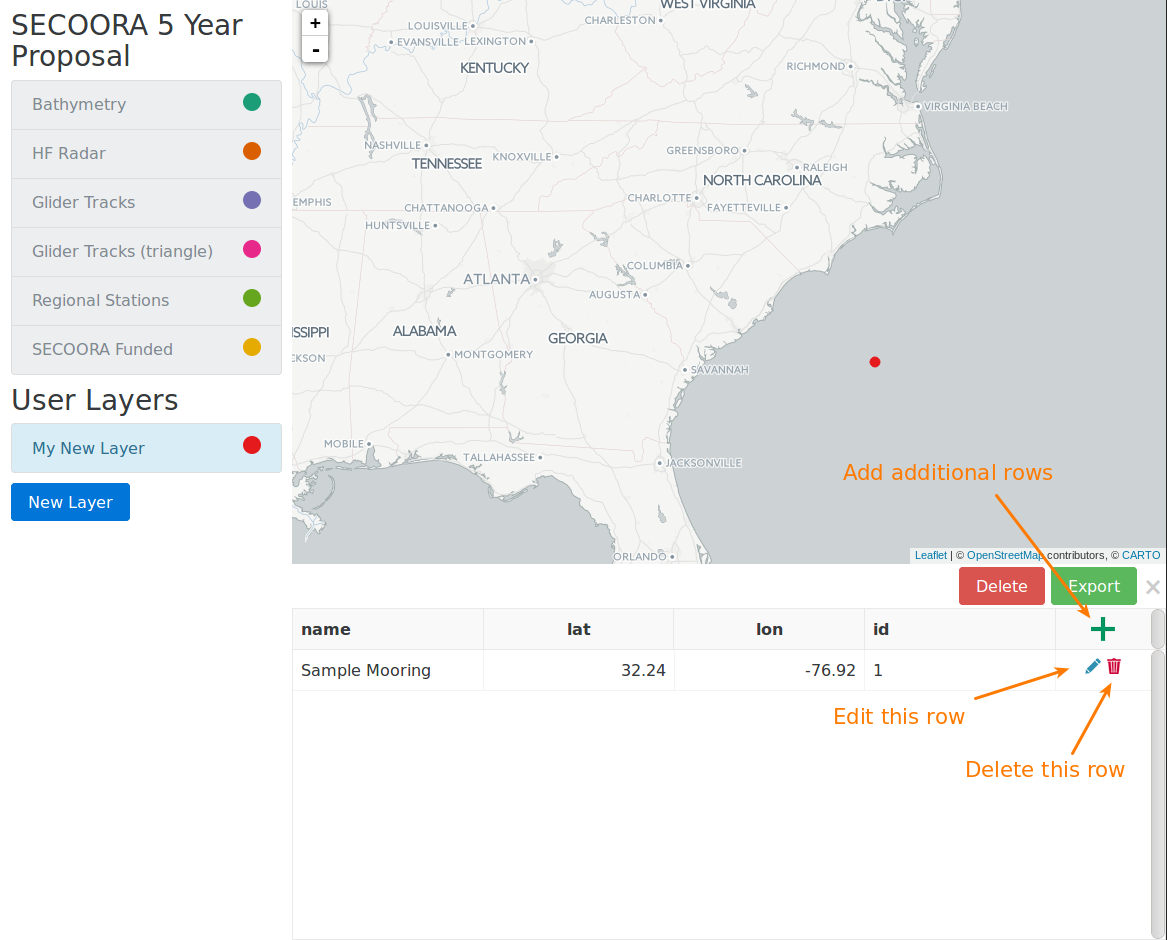 SECOORA 5 Year
Proposal
Bathymetry
HF Radar
Glider Tracks
Glider Tracks (triangle)
Regional Stations
SECOORA Funded
User Layers
My New Layer
New Layer
+
-
LOUIS
LOUISVILLE
EVANSVILLE
LEXINGTON
KENTUCKY
CHARLESTON
WEST VIRGINIA
RICHMOND
VIRGINIA BEACH
NASHVILLE
TENNESSEE
KNOXVILLE
GREENSBORO
RALEIGH
NORTH CAROLINA
EMPHIS
CHATTANOOGA
CHARLOTTE
FAYETTEVILLE
HUNTSVILLE
ATLANTA
COLUMBIA
AUGUSTA
ISSIPPI
ALABAMA
GEORGIA
CKSON
MONTGOMERY
SAVANNAH
MOBILE
TALLAHASSEE
JACKSONVILLE
ORLANDO
Add additional rows
Leaflet | © OpenStreetMap contributors, © CARTO
Delete
Export
×
name lat lon id
Sample Mooring 32.24 -76.92 1
Edit this row
Delete this row